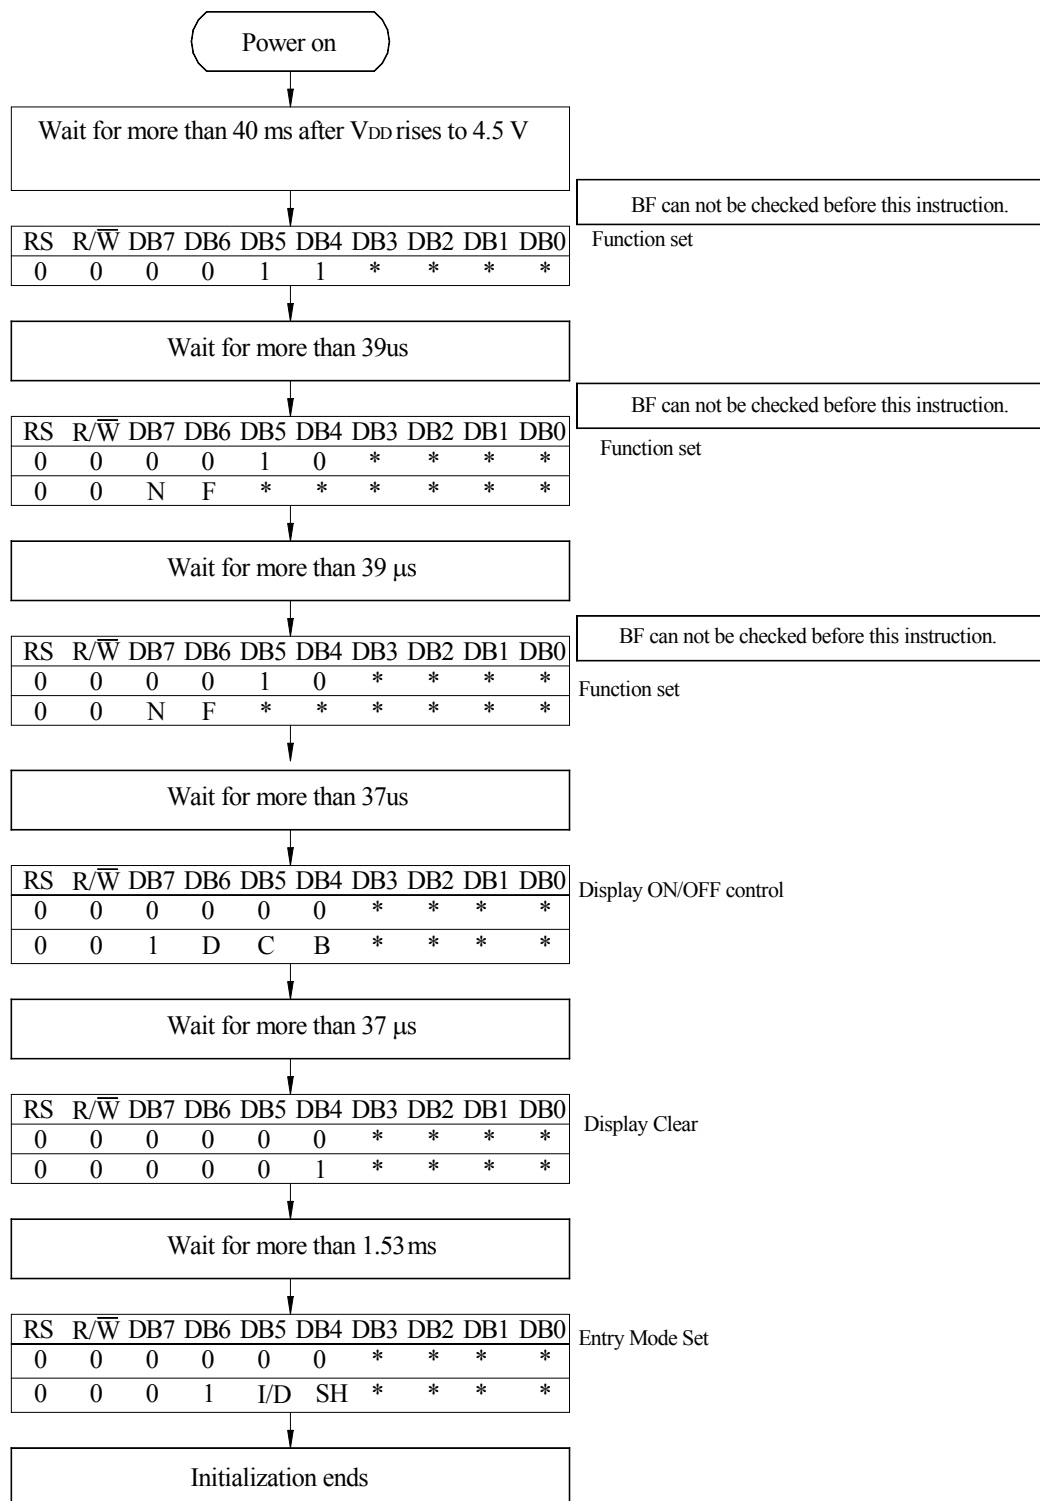 Power on
Wait for more than 40 ms after VDD rises to 4.5 V
BF can not be checked before this instruction.
RS R/W̅ DB7 DB6 DB5 DB4 DB3 DB2 DB1 DB0
Function set
0 0 0 0 1 1 * * * *
Wait for more than 39us
BF can not be checked before this instruction.
RS R/W̅ DB7 DB6 DB5 DB4 DB3 DB2 DB1 DB0
Function set
0 0 0 0 1 0 * * * *
0 0 N F * * * * * *
Wait for more than 39 μs
BF can not be checked before this instruction.
RS R/W̅ DB7 DB6 DB5 DB4 DB3 DB2 DB1 DB0
0 0 0 0 1 0 * * * *
Function set
0 0 N F * * * * * *
Wait for more than 37us
RS R/W̅ DB7 DB6 DB5 DB4 DB3 DB2 DB1 DB0
Display ON/OFF control
0 0 0 0 0 0 * * * *
0 0 1 D C B * * * *
Wait for more than 37 μs
RS R/W̅ DB7 DB6 DB5 DB4 DB3 DB2 DB1 DB0
Display Clear
0 0 0 0 0 0 * * * *
0 0 0 0 0 1 * * * *
Wait for more than 1.53 ms
RS R/W̅ DB7 DB6 DB5 DB4 DB3 DB2 DB1 DB0
Entry Mode Set
0 0 0 0 0 0 * * * *
0 0 0 1 I/D SH * * * *
Initialization ends